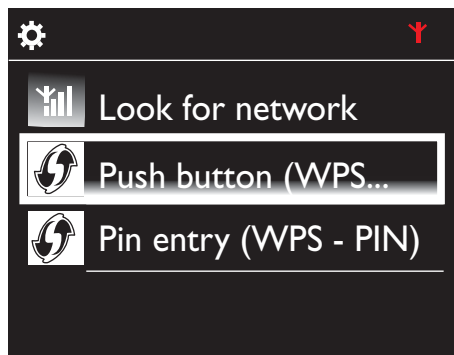 Look for network
Push button (WPS...
Pin entry (WPS - PIN)